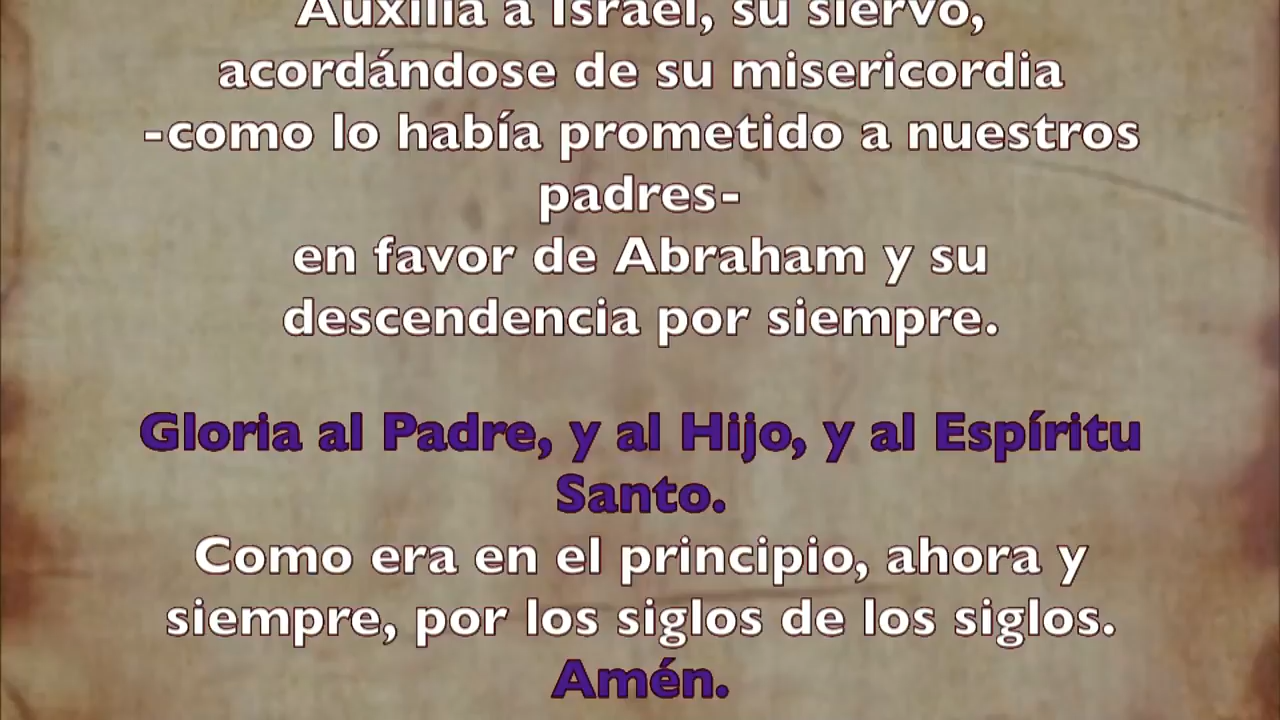 Auxilia a Israel, su siervo,
acordándose de su misericordia
-como lo había prometido a nuestros
padres-
en favor de Abraham y su
descendencia por siempre.
Gloria al Padre, y al Hijo, y al Espíritu
Santo.
Como era en el principio, ahora y
siempre, por los siglos de los siglos.
Amén.